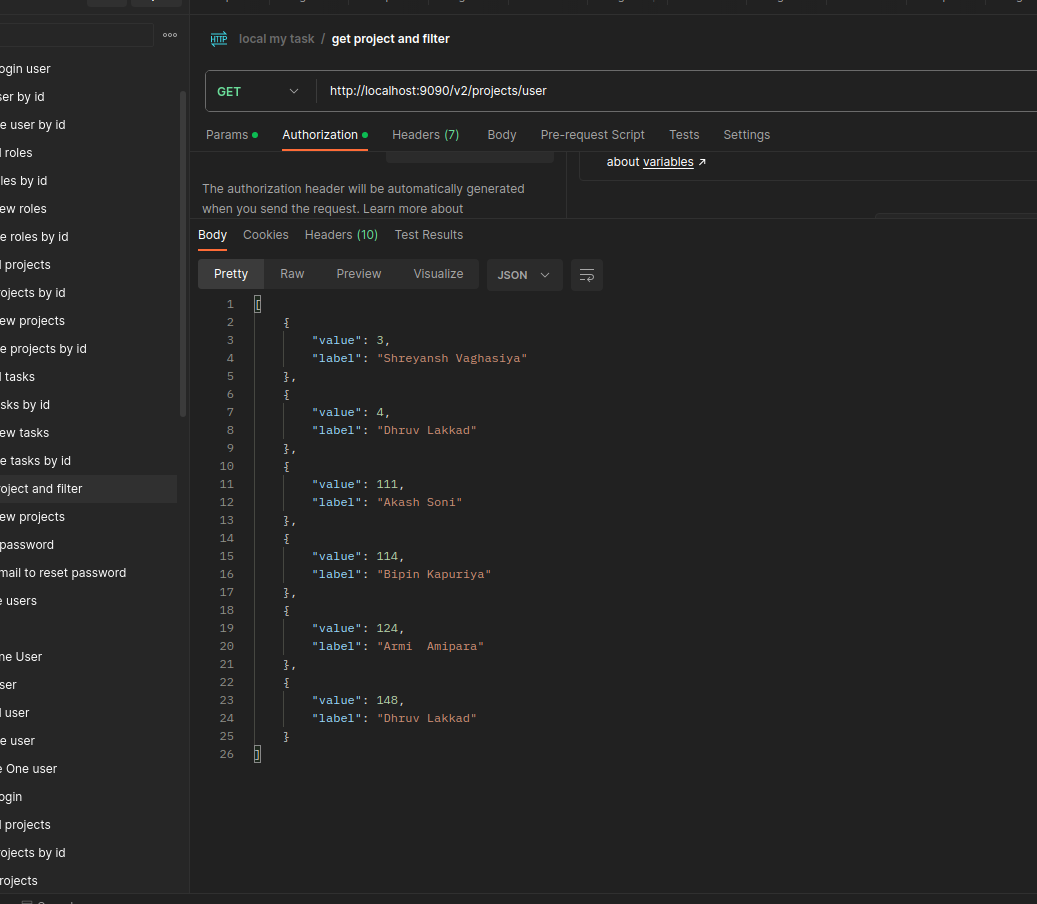 HTTP local my task / get project and filter
GET http://localhost:9090/v2/projects/user
Params Authorization Headers (7) Body Pre-request Script Tests Settings
about variables ↗
The authorization header will be automatically generated
when you send the request. Learn more about
Body Cookies Headers (10) Test Results
Pretty Raw Preview Visualize JSON
1 [
2 {
3 "value": 3,
4 "label": "Shreyansh Vaghasiya"
5 },
6 {
7 "value": 4,
8 "label": "Dhruv Lakkad"
9 },
10 {
11 "value": 111,
12 "label": "Akash Soni"
13 },
14 {
15 "value": 114,
16 "label": "Bipin Kapuriya"
17 },
18 {
19 "value": 124,
20 "label": "Armi  Amipara"
21 },
22 {
23 "value": 148,
24 "label": "Dhruv Lakkad"
25 }
26 ]
ogin user
ser by id
e user by id
l roles
les by id
ew roles
e roles by id
l projects
ojects by id
ew projects
e projects by id
l tasks
sks by id
ew tasks
e tasks by id
oject and filter
ew projects
password
mail to reset password
e users
ne User
ser
l user
e user
e One user
ogin
l projects
ojects by id
rojects